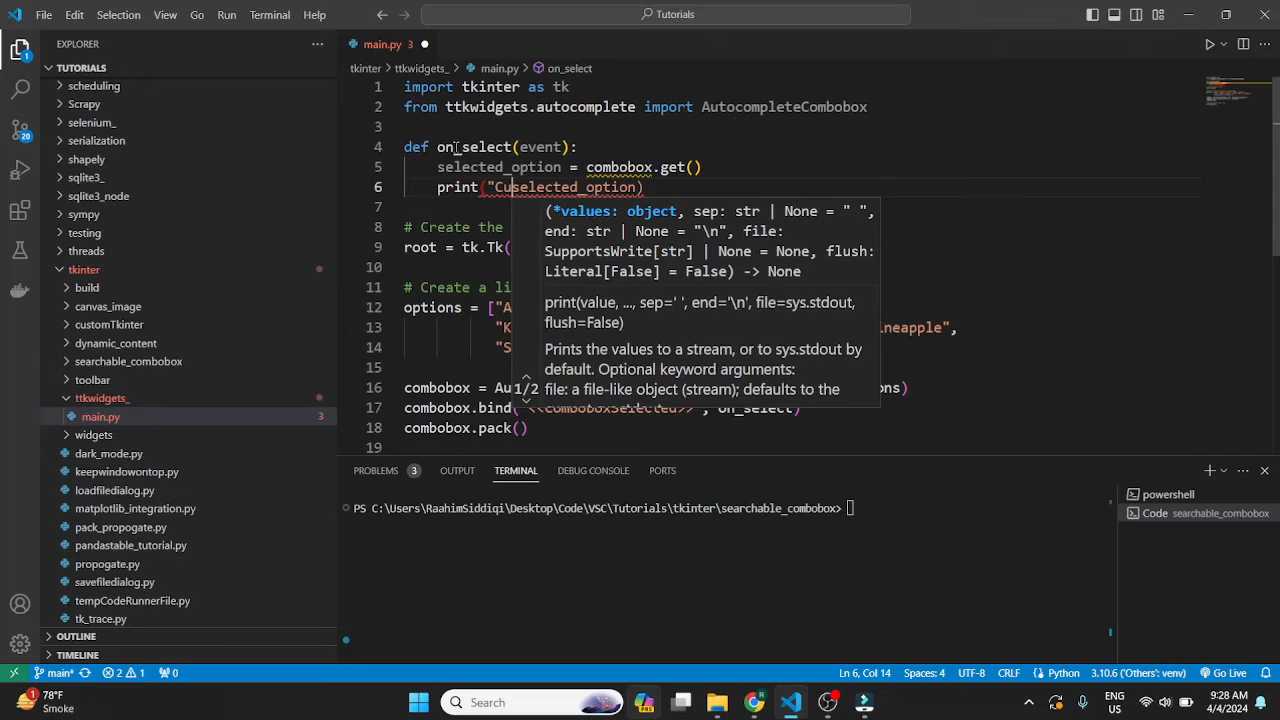 File Edit Selection View Go Run Terminal Help
Tutorials
EXPLORER
TUTORIALS
scheduling
Scrapy
selenium_
serialization
shapely
sqlite3_
sqlite3_node
sympy
testing
threads
tkinter
build
canvas_image
customTkinter
dynamic_content
searchable_combobox
toolbar
ttkwidgets_
main.py 3
widgets
dark_mode.py
keepwindowontop.py
loadfiledialog.py
matplotlib_integration.py
pack_propogate.py
pandastable_tutorial.py
propogate.py
savefiledialog.py
tempCodeRunnerFile.py
tk_trace.py
OUTLINE
TIMELINE
1
20
main.py 3
tkinter > ttkwidgets_ > main.py > on_select
1 import tkinter as tk
2 from ttkwidgets.autocomplete import AutocompleteCombobox
3
4 def on_select(event):
5 selected_option = combobox.get()
6 print("Cuselected_option)
7
8 # Create the
9 root = tk.Tk(
10
11 # Create a li
12 options = ["A
13 "K ineapple",
14 "S
15
16 combobox = Au ons)
17 combobox.bind("<<ComboboxSelected>>", on_select)
18 combobox.pack()
19
(*values: object, sep: str | None = " ",
end: str | None = "\n", file:
SupportsWrite[str] | None = None, flush:
Literal[False] = False) -> None
print(value, ..., sep=' ', end='\n', file=sys.stdout,
flush=False)
Prints the values to a stream, or to sys.stdout by
default. Optional keyword arguments:
1/2 file: a file-like object (stream); defaults to the
PROBLEMS 3 OUTPUT TERMINAL DEBUG CONSOLE PORTS
PS C:\Users\RaahimSiddiqi\Desktop\Code\VSC\Tutorials\tkinter\searchable_combobox>
powershell
Code searchable_combobox
main* 2 1 0 Ln 6, Col 14 Spaces: 4 UTF-8 CRLF Python 3.10.6 ('Others': venv) Go Live
1
78°F
Smoke
Search
PRE
ENG
US
9:28 AM
4/4/2024